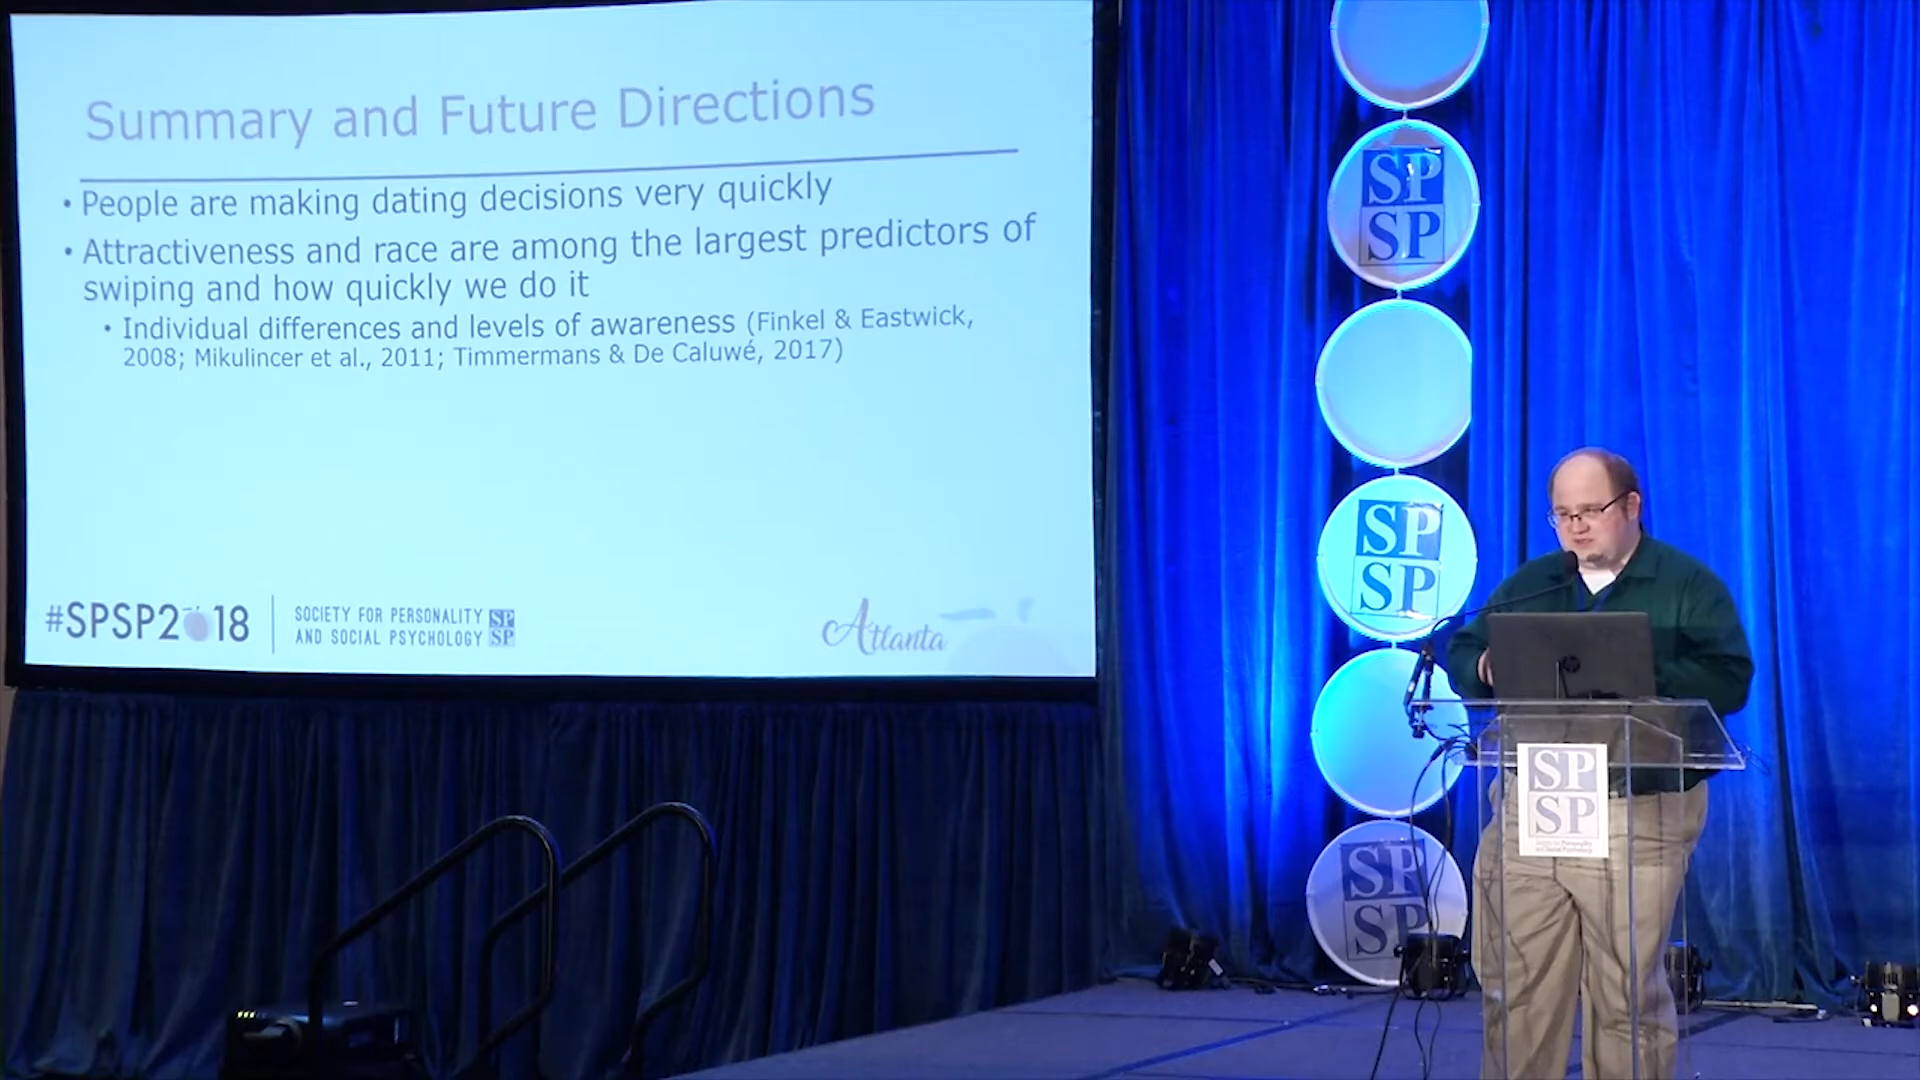 Summary and Future Directions
• People are making dating decisions very quickly
• Attractiveness and race are among the largest predictors of
swiping and how quickly we do it
• Individual differences and levels of awareness (Finkel & Eastwick,
2008; Mikulincer et al., 2011; Timmermans & De Caluwé, 2017)
#SPSP2018
SOCIETY FOR PERSONALITY
AND SOCIAL PSYCHOLOGY
SP
SP
Atlanta
SP
SP
SP
SP
SP
SP
SP
SP
hp